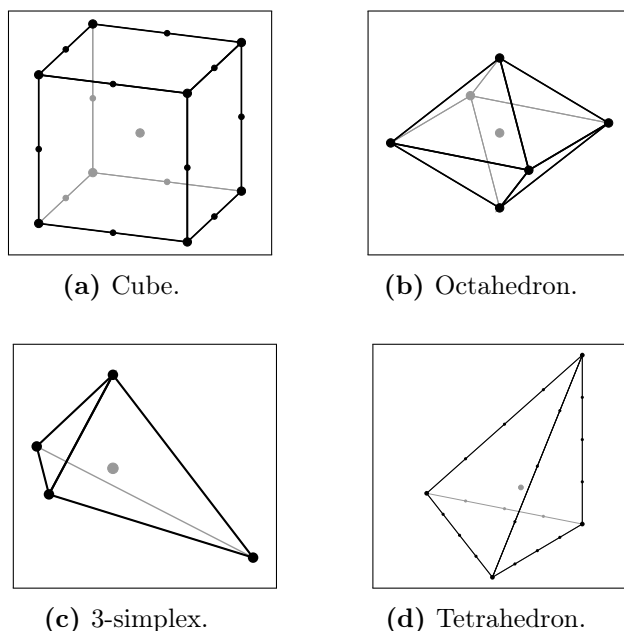 (a) Cube.
(b) Octahedron.
(c) 3-simplex.
(d) Tetrahedron.